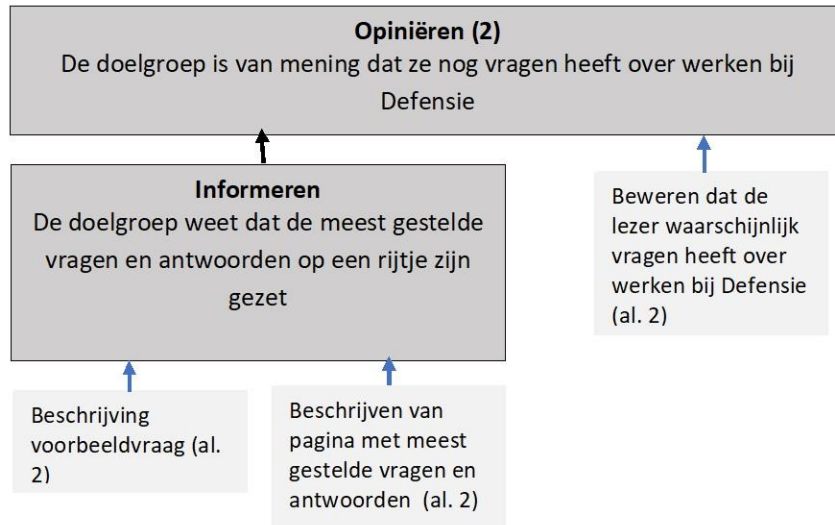 Opiniëren (2)
De doelgroep is van mening dat ze nog vragen heeft over werken bij
Defensie
Informeren
De doelgroep weet dat de meest gestelde
vragen en antwoorden op een rijtje zijn
gezet
Beweren dat de
lezer waarschijnlijk
vragen heeft over
werken bij Defensie
(al. 2)
Beschrijving
voorbeeldvraag (al.
2)
Beschrijven van
pagina met meest
gestelde vragen en
antwoorden (al. 2)